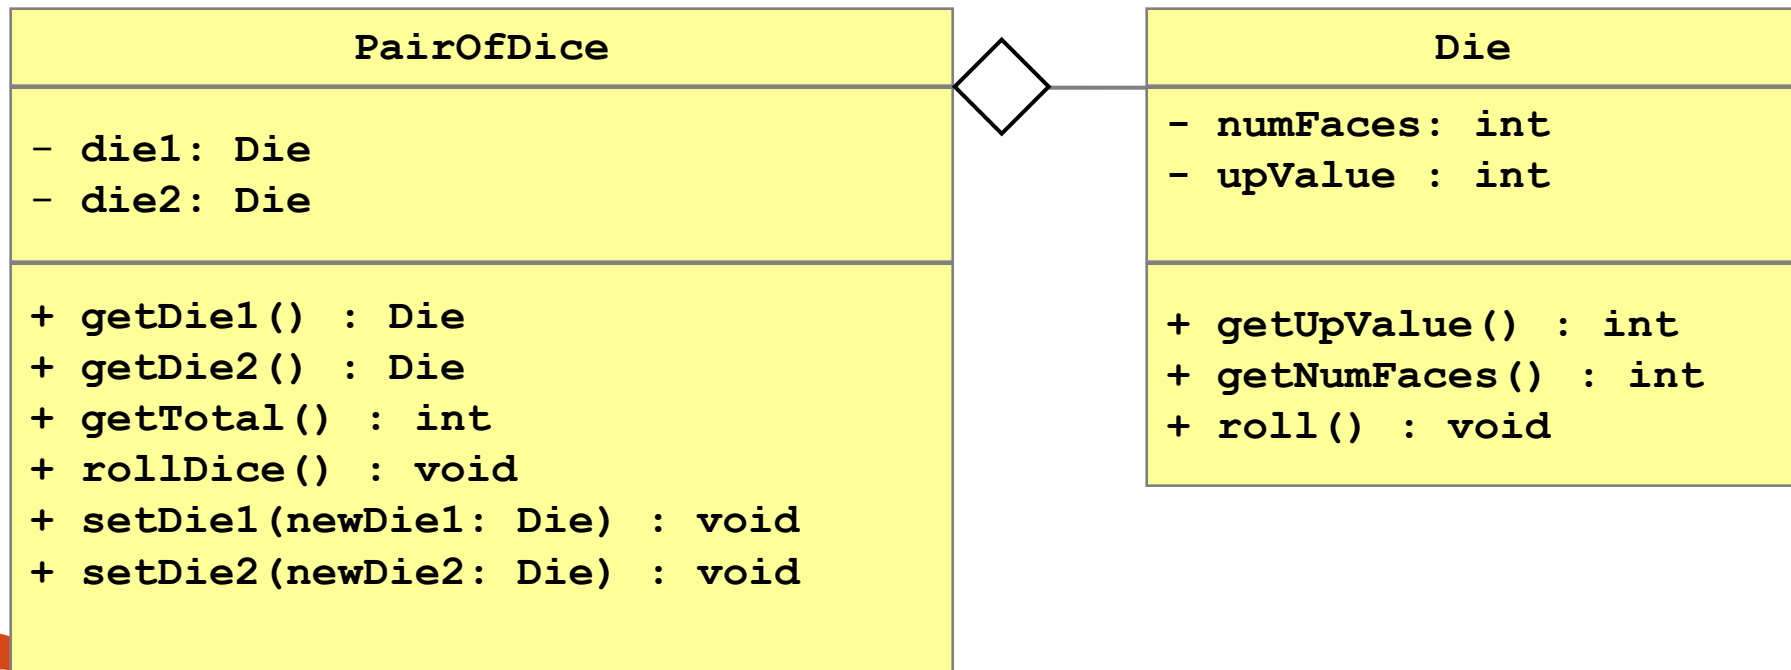 PairOfDice
- die1: Die
- die2: Die
+ getDie1() : Die
+ getDie2() : Die
+ getTotal() : int
+ rollDice() : void
+ setDie1(newDie1: Die) : void
+ setDie2(newDie2: Die) : void
Die
- numFaces: int
- upValue : int
+ getUpValue() : int
+ getNumFaces() : int
+ roll() : void